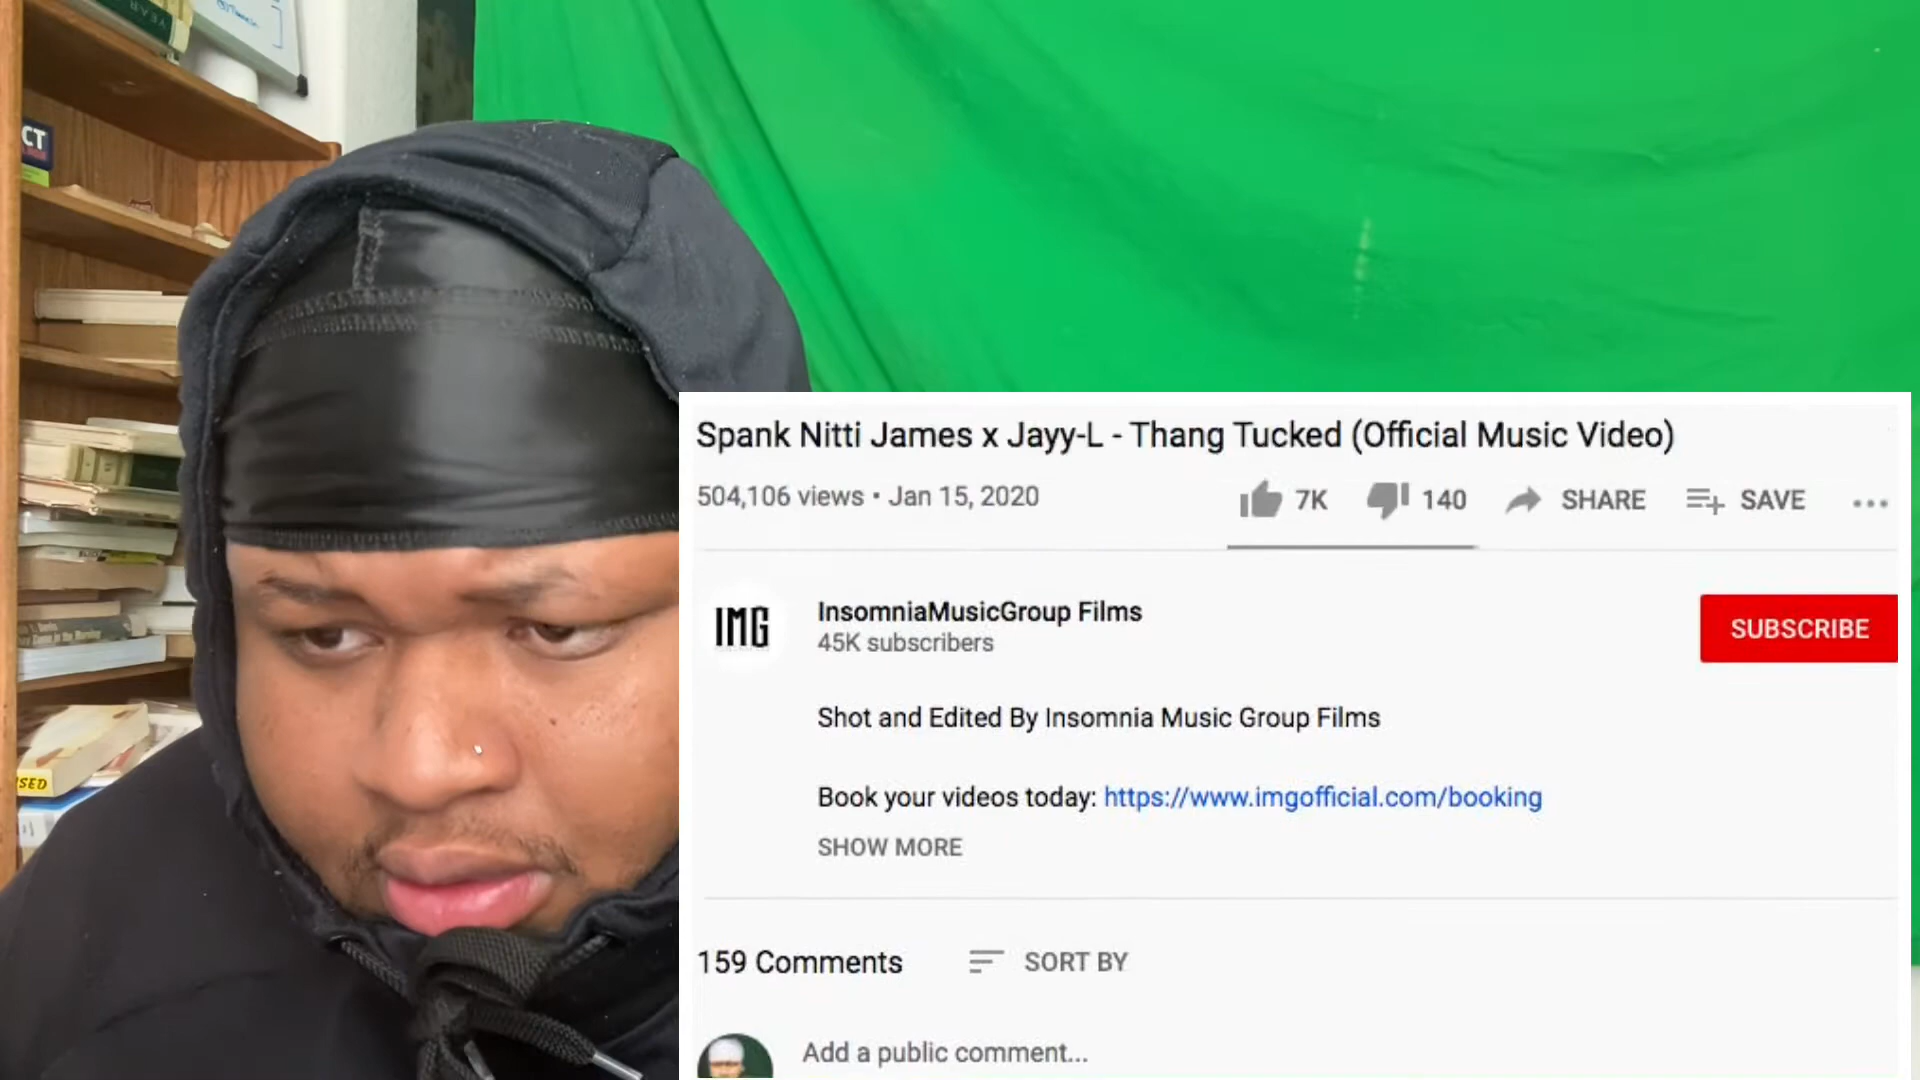 CT
SED
Spank Nitti James x Jayy-L - Thang Tucked (Official Music Video)
504,106 views • Jan 15, 2020
7K
140
SHARE
SAVE
IMG
InsomniaMusicGroup Films
45K subscribers
SUBSCRIBE
Shot and Edited By Insomnia Music Group Films
Book your videos today: https://www.imgofficial.com/booking
SHOW MORE
159 Comments
SORT BY
Add a public comment...